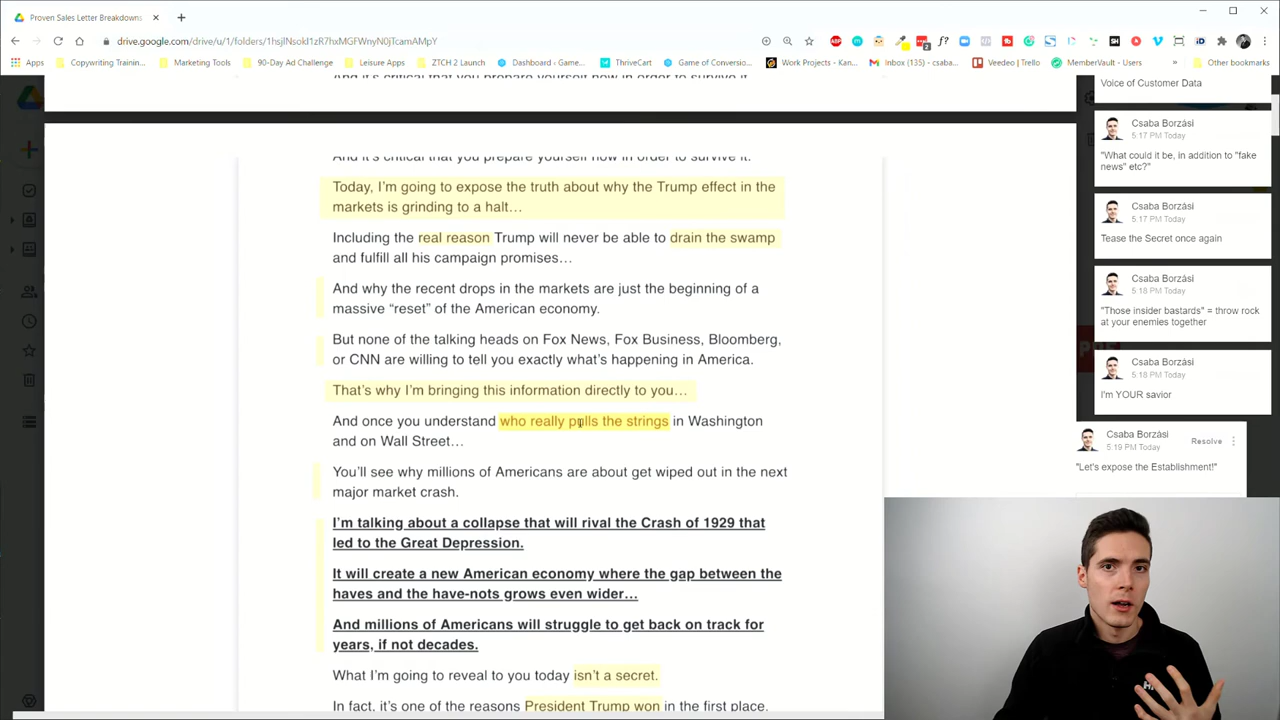 Proven Sales Letter Breakdowns
drive.google.com/drive/u/1/folders/1hsjlNsokl1zR7hxMGFWnyN0jTcamAMpY
Apps
Copywriting Training...
Marketing Tools
90-Day Ad Challenge
Leisure Apps
ZTCH 2 Launch
Dashboard ‹ Game...
ThriveCart
Game of Conversio...
Work Projects - Kan...
Inbox (135) - csaba...
Veedeo | Trello
MemberVault - Users
»
Other bookmarks
And it's critical that you prepare yourself now in order to survive it.
And it's critical that you prepare yourself now in order to survive it.
Today, I'm going to expose the truth about why the Trump effect in the
markets is grinding to a halt…
Including the real reason Trump will never be able to drain the swamp
and fulfill all his campaign promises…
And why the recent drops in the markets are just the beginning of a
massive “reset” of the American economy.
But none of the talking heads on Fox News, Fox Business, Bloomberg,
or CNN are willing to tell you exactly what's happening in America.
That's why I'm bringing this information directly to you…
And once you understand who really pulls the strings in Washington
and on Wall Street…
You'll see why millions of Americans are about get wiped out in the next
major market crash.
I'm talking about a collapse that will rival the Crash of 1929 that
led to the Great Depression.
It will create a new American economy where the gap between the
haves and the have-nots grows even wider…
And millions of Americans will struggle to get back on track for
years, if not decades.
What I'm going to reveal to you today isn't a secret.
In fact, it's one of the reasons President Trump won in the first place.
Voice of Customer Data
Csaba Borzási
5:17 PM Today
"What could it be, in addition to "fake
news" etc?"
Csaba Borzási
5:17 PM Today
Tease the Secret once again
Csaba Borzási
5:18 PM Today
"Those insider bastards" = throw rock
at your enemies together
Csaba Borzási
5:18 PM Today
I'm YOUR savior
Csaba Borzási
5:19 PM Today
Resolve
"Let's expose the Establishment!"